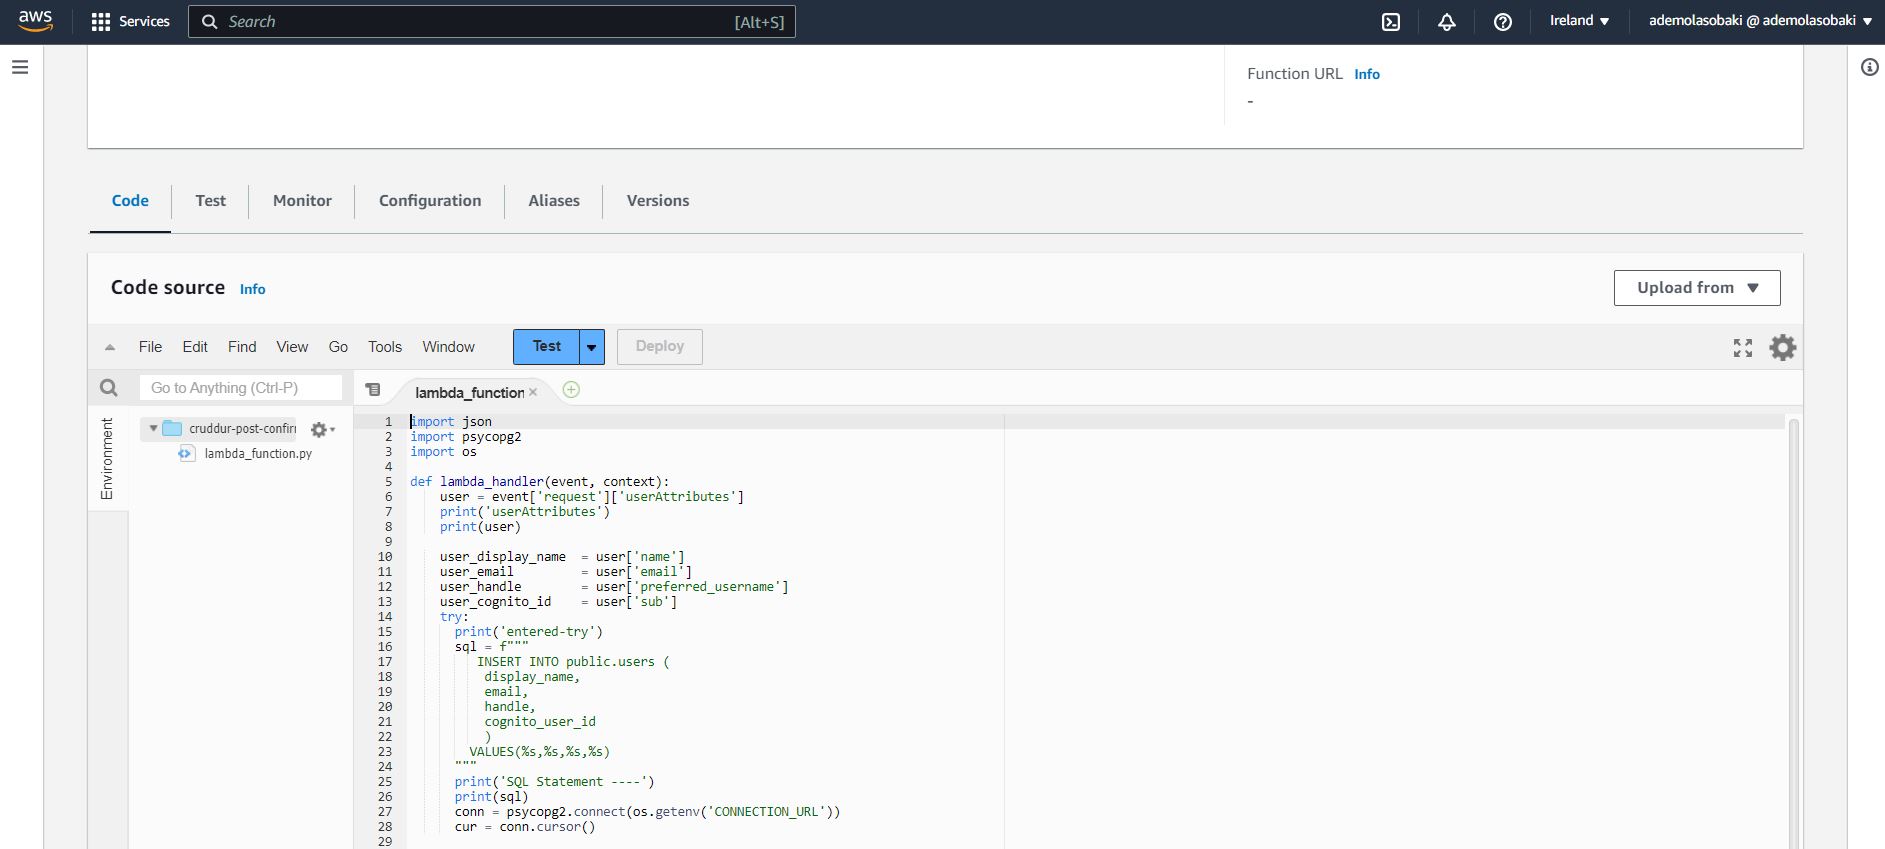 aws Services Search [Alt+S] Ireland ademolasobaki @ ademolasobaki
Function URL Info
-
Code Test Monitor Configuration Aliases Versions
Code source Info Upload from
File Edit Find View Go Tools Window Test Deploy
Go to Anything (Ctrl-P) lambda_function
Environment
cruddur-post-confir
lambda_function.py
1 import json
2 import psycopg2
3 import os
4
5 def lambda_handler(event, context):
6 user = event['request']['userAttributes']
7 print('userAttributes')
8 print(user)
9
10 user_display_name = user['name']
11 user_email = user['email']
12 user_handle = user['preferred_username']
13 user_cognito_id = user['sub']
14 try:
15 print('entered-try')
16 sql = f"""
17 INSERT INTO public.users (
18 display_name,
19 email,
20 handle,
21 cognito_user_id
22 )
23 VALUES(%s,%s,%s,%s)
24 """
25 print('SQL Statement ----')
26 print(sql)
27 conn = psycopg2.connect(os.getenv('CONNECTION_URL'))
28 cur = conn.cursor()
29